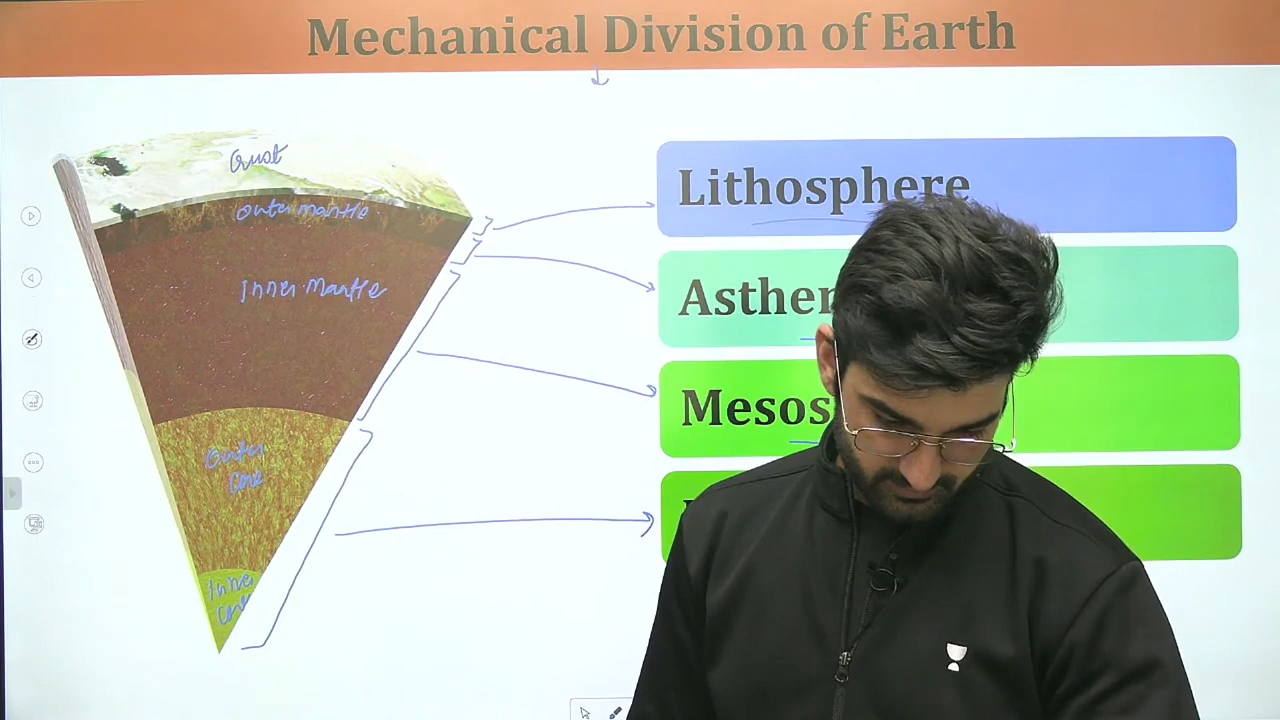 Mechanical Division of Earth
Crust
Outer mantle
Inner Mantle
Outer
Core
Inner
Core
Lithosphere
Asthen
Mesos